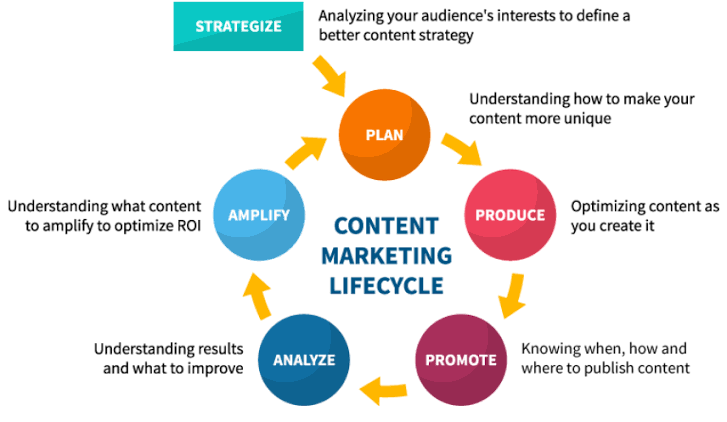 STRATEGIZE
Analyzing your audience's interests to define a
better content strategy
PLAN
Understanding how to make your
content more unique
PRODUCE
Optimizing content as
you create it
PROMOTE
Knowing when, how and
where to publish content
ANALYZE
Understanding results
and what to improve
AMPLIFY
Understanding what content
to amplify to optimize ROI
CONTENT
MARKETING
LIFECYCLE